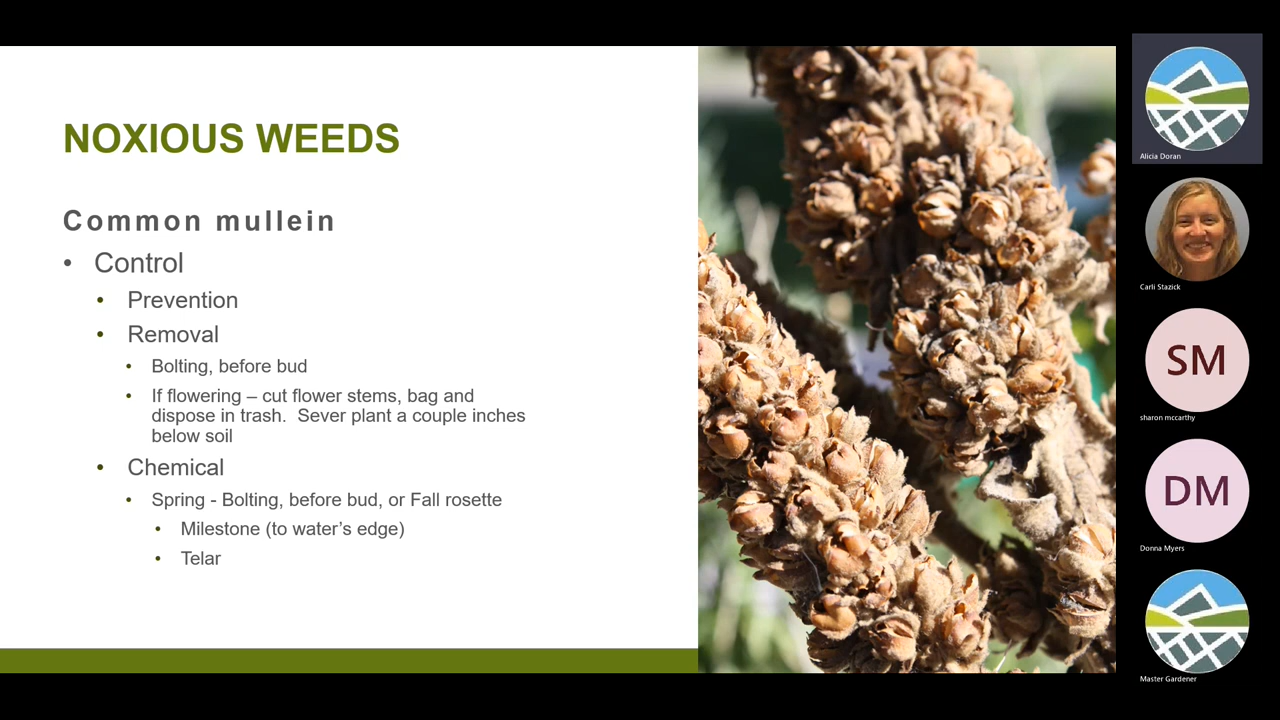 NOXIOUS WEEDS
Common mullein
• Control
• Prevention
• Removal
• Bolting, before bud
• If flowering – cut flower stems, bag and
dispose in trash.  Sever plant a couple inches
below soil
• Chemical
• Spring - Bolting, before bud, or Fall rosette
• Milestone (to water’s edge)
• Telar
Alicia Doran
Carli Stazick
SM
sharon mccarthy
DM
Donna Myers
Master Gardener